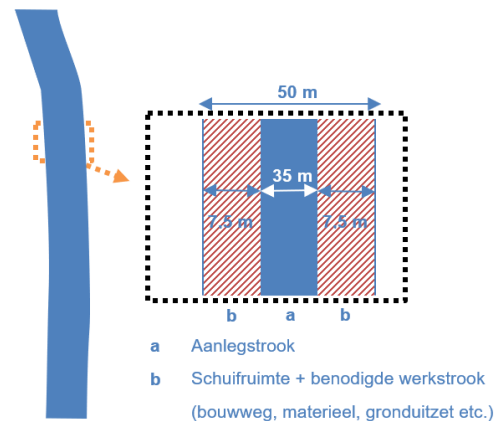 50 m
35 m
7.5 m 7.5 m
b a b
a Aanlegstrook
b Schuifruimte + benodigde werkstrook
(bouwweg, materieel, gronduitzet etc.)